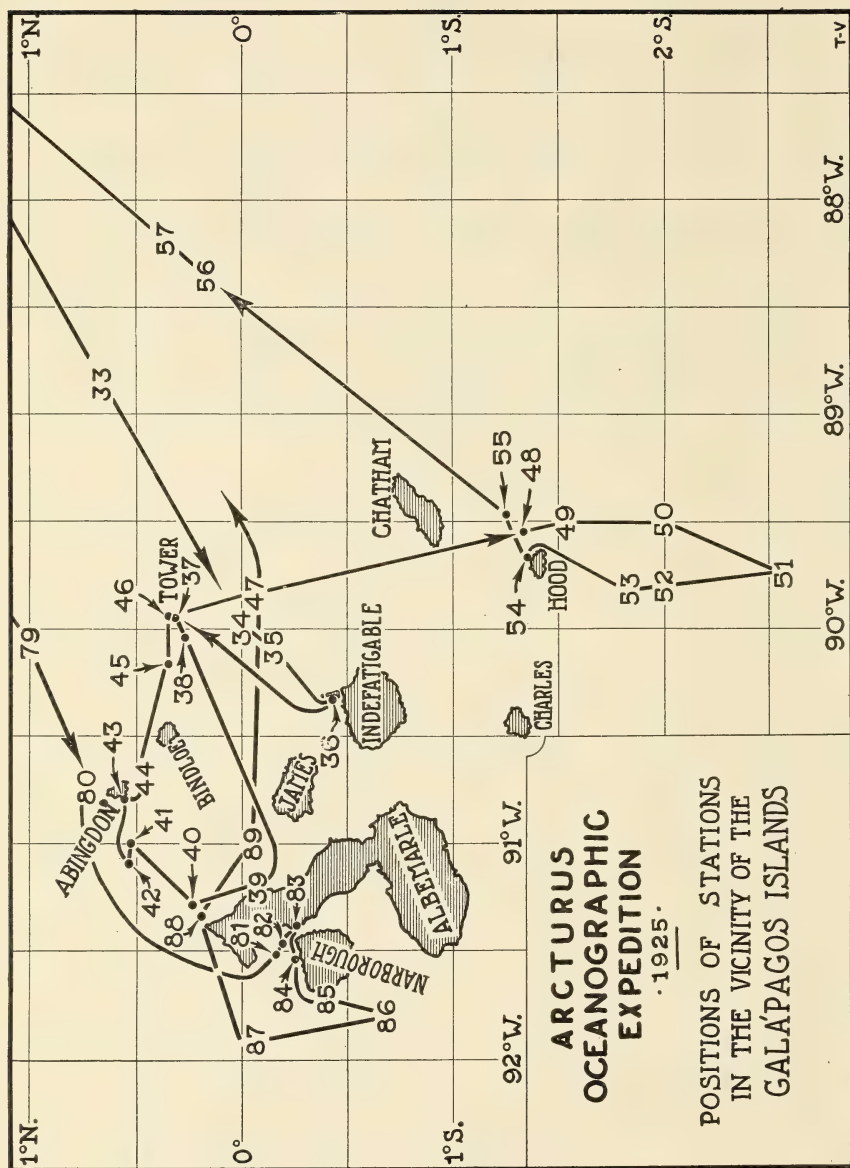 1°N.
79
1°N.
80
43
46
33
ABINGDON
44
45
TOWER
41
BINDLOE
37
57
42
40
38
56
88
0°
87
89
34
47
0°
39
35
81
82
83
JAMES
36
84
85
INDEFATIGABLE
NARBOROUGH
86
ALBEMARLE
CHATHAM
1°S.
1°S.
55
48
54
92°W.
91°W.
CHARLES
HOOD
49
53
52
50
2°S.
51
90°W.
89°W.
88°W.
ARCTURUS
OCEANOGRAPHIC
EXPEDITION
·1925·
POSITIONS OF STATIONS
IN THE VICINITY OF THE
GALÁPAGOS ISLANDS
T-V